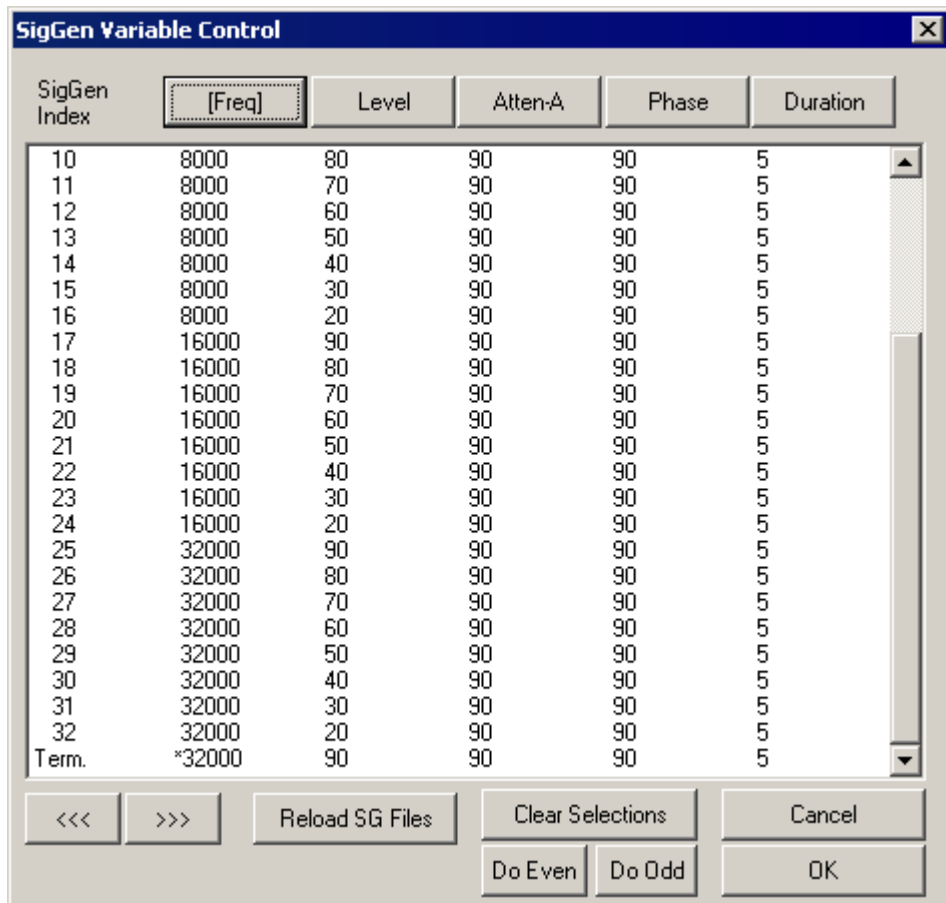 SigGen Variable Control
SigGen Index [Freq] Level Atten-A Phase Duration
10 8000 80 90 90 5
11 8000 70 90 90 5
12 8000 60 90 90 5
13 8000 50 90 90 5
14 8000 40 90 90 5
15 8000 30 90 90 5
16 8000 20 90 90 5
17 16000 90 90 90 5
18 16000 80 90 90 5
19 16000 70 90 90 5
20 16000 60 90 90 5
21 16000 50 90 90 5
22 16000 40 90 90 5
23 16000 30 90 90 5
24 16000 20 90 90 5
25 32000 90 90 90 5
26 32000 80 90 90 5
27 32000 70 90 90 5
28 32000 60 90 90 5
29 32000 50 90 90 5
30 32000 40 90 90 5
31 32000 30 90 90 5
32 32000 20 90 90 5
Term. *32000 90 90 90 5
<<< >>> Reload SG Files Clear Selections Cancel
Do Even Do Odd OK